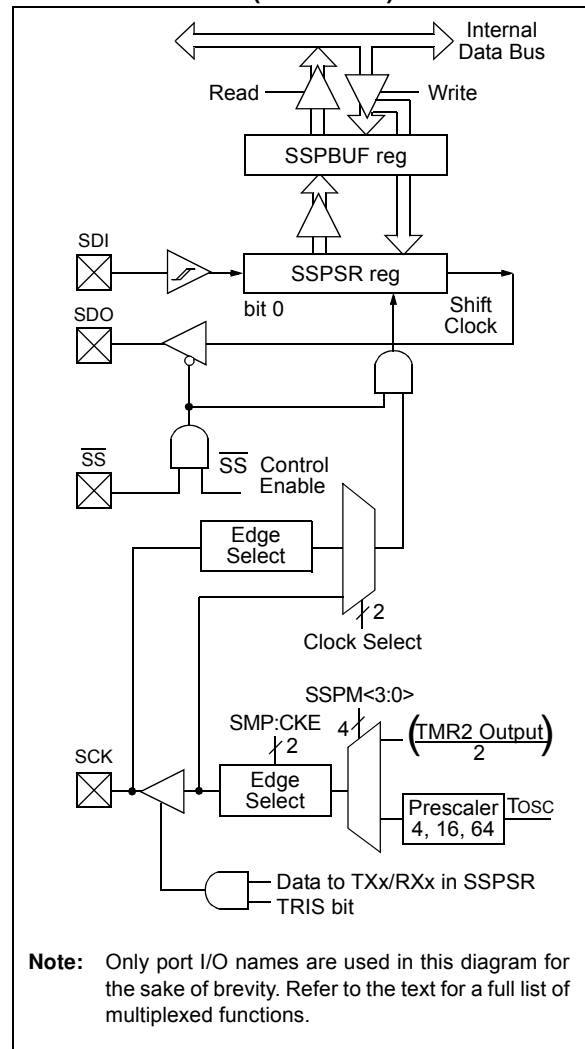 Internal
Data Bus
Read
Write
SSPBUF reg
SDI
SSPSR reg
bit 0
Shift
Clock
SDO
SS
SS Control
Enable
Edge
Select
2
Clock Select
SSPM<3:0>
SMP:CKE
4
(TMR2 Output)
2
2
SCK
Edge
Select
Prescaler
4, 16, 64
TOSC
Data to TXx/RXx in SSPSR
TRIS bit
Note: Only port I/O names are used in this diagram for
the sake of brevity. Refer to the text for a full list of
multiplexed functions.